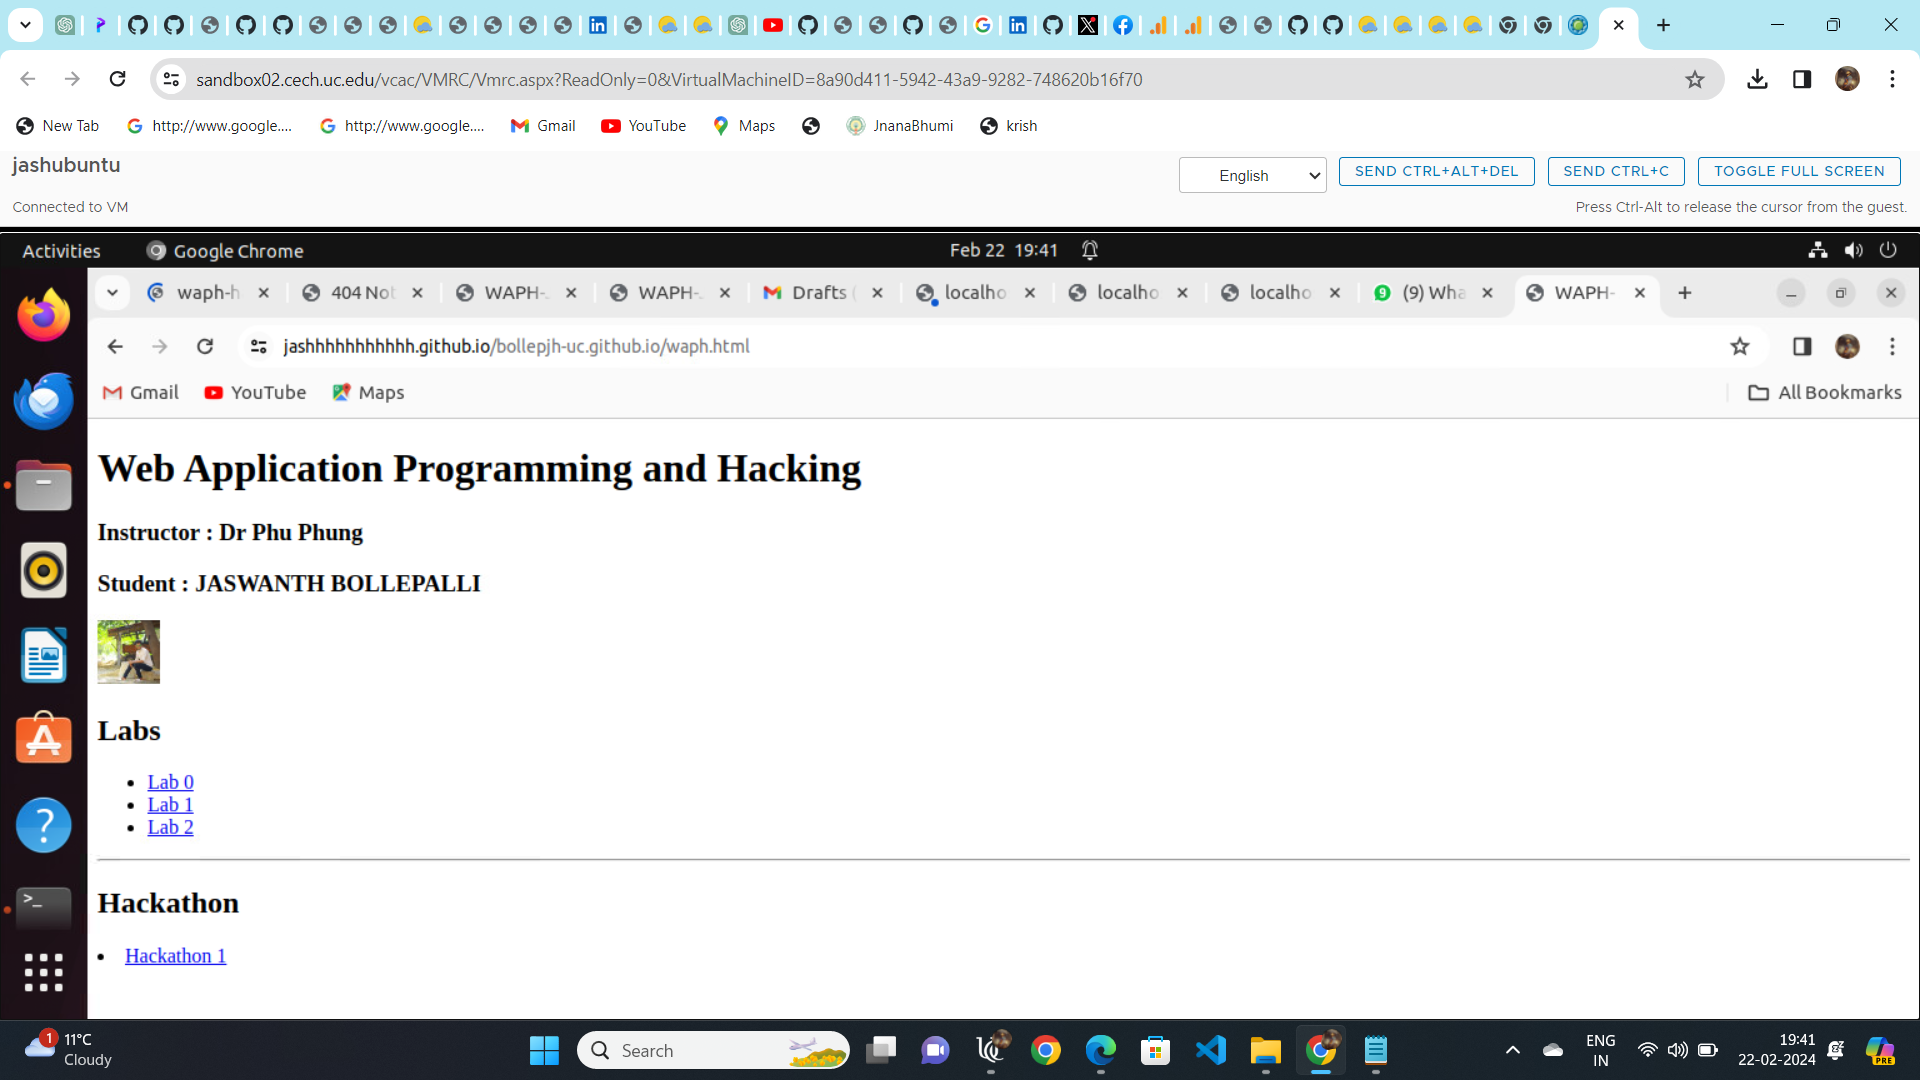 sandbox02.cech.uc.edu/vcac/VMRC/Vmrc.aspx?ReadOnly=0&VirtualMachineID=8a90d411-5942-43a9-9282-748620b16f70
New Tab http://www.google.... http://www.google.... Gmail YouTube Maps JnanaBhumi krish
jashubuntu
English SEND CTRL+ALT+DEL SEND CTRL+C TOGGLE FULL SCREEN
Connected to VM Press Ctrl-Alt to release the cursor from the guest.
Activities Google Chrome Feb 22 19:41
waph-h 404 Not WAPH-. WAPH-. Drafts ( localho localho localho 9 (9) Wha WAPH-
jashhhhhhhhhhh.github.io/bollepjh-uc.github.io/waph.html
Gmail YouTube Maps All Bookmarks
Web Application Programming and Hacking
Instructor : Dr Phu Phung
Student : JASWANTH BOLLEPALLI
Labs
Lab 0
Lab 1
Lab 2
Hackathon
Hackathon 1
1 11°C
Cloudy
Search
ENG
IN
19:41
22-02-2024
PRE